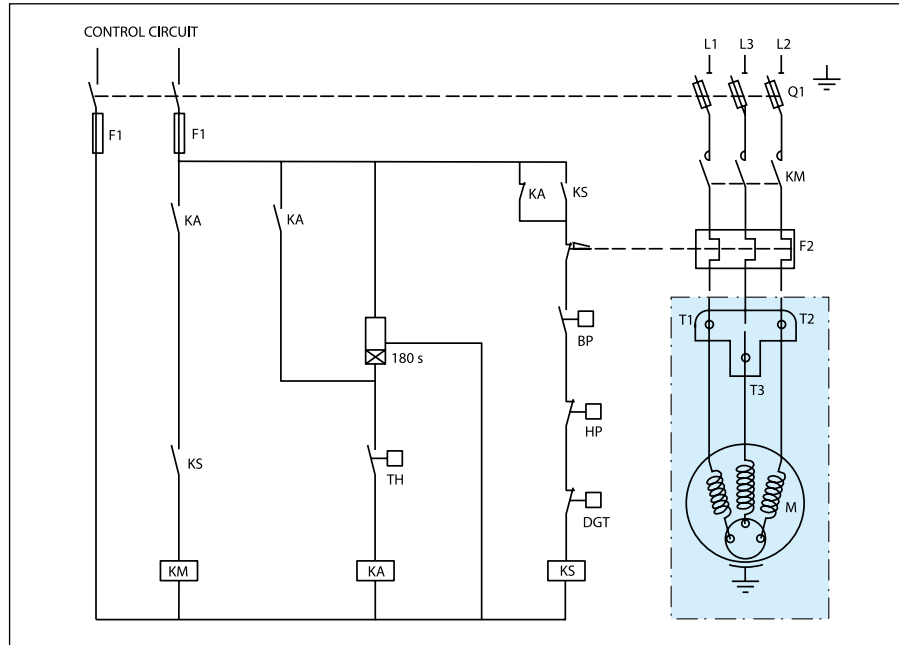 CONTROL CIRCUIT
L1 L3 L2
Q1
F1 F1
KM
KA KA KA KS
F2
180 s
BP
T1 T2
T3
HP
KS TH
DGT
M
KM KA KS